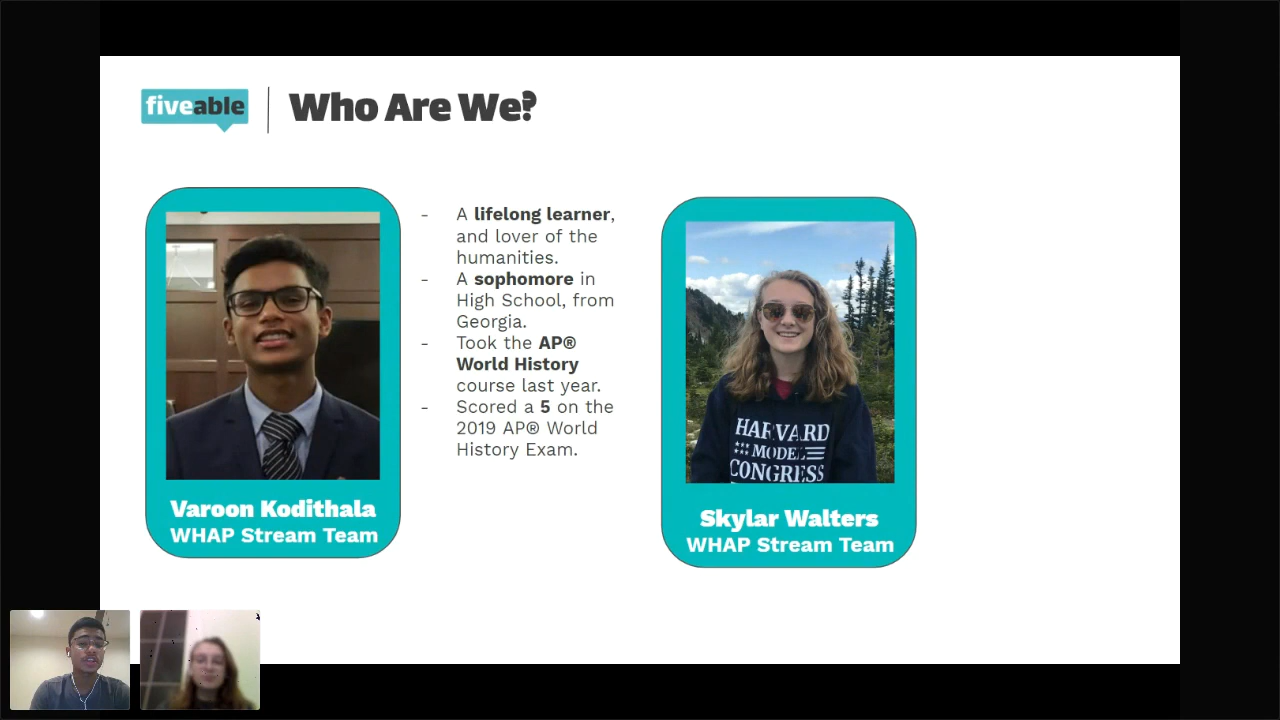 fiveable
Who Are We?
- A lifelong learner,
and lover of the
humanities.
- A sophomore in
High School, from
Georgia.
- Took the AP®
World History
course last year.
- Scored a 5 on the
2019 AP® World
History Exam.
Varoon Kodithala
WHAP Stream Team
HARVARD
MODEL
CONGRESS
Skylar Walters
WHAP Stream Team